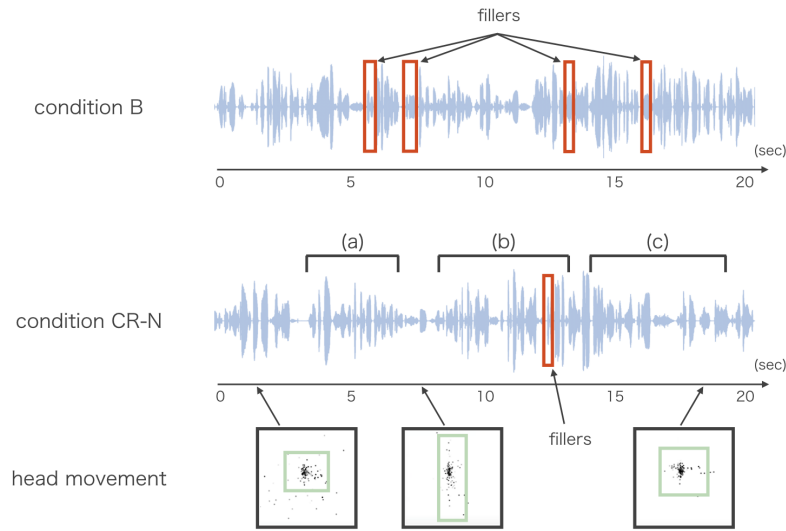 fillers
condition B
(sec)
0 5 10 15 20
(a) (b) (c)
condition CR-N
(sec)
0 5 10 15 20
fillers
head movement